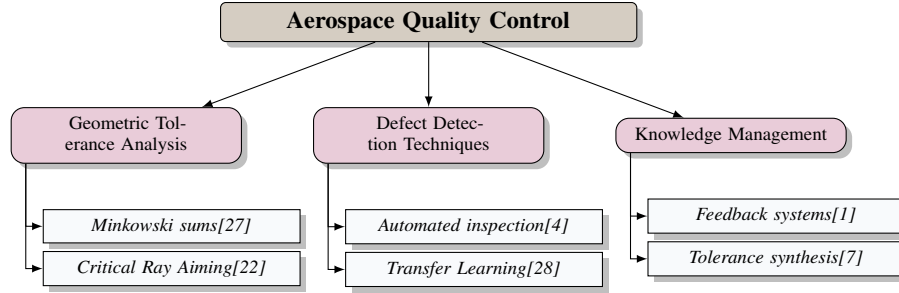 Aerospace Quality Control
Geometric Tol-
erance Analysis
Minkowski sums[27]
Critical Ray Aiming[22]
Defect Detec-
tion Techniques
Automated inspection[4]
Transfer Learning[28]
Knowledge Management
Feedback systems[1]
Tolerance synthesis[7]